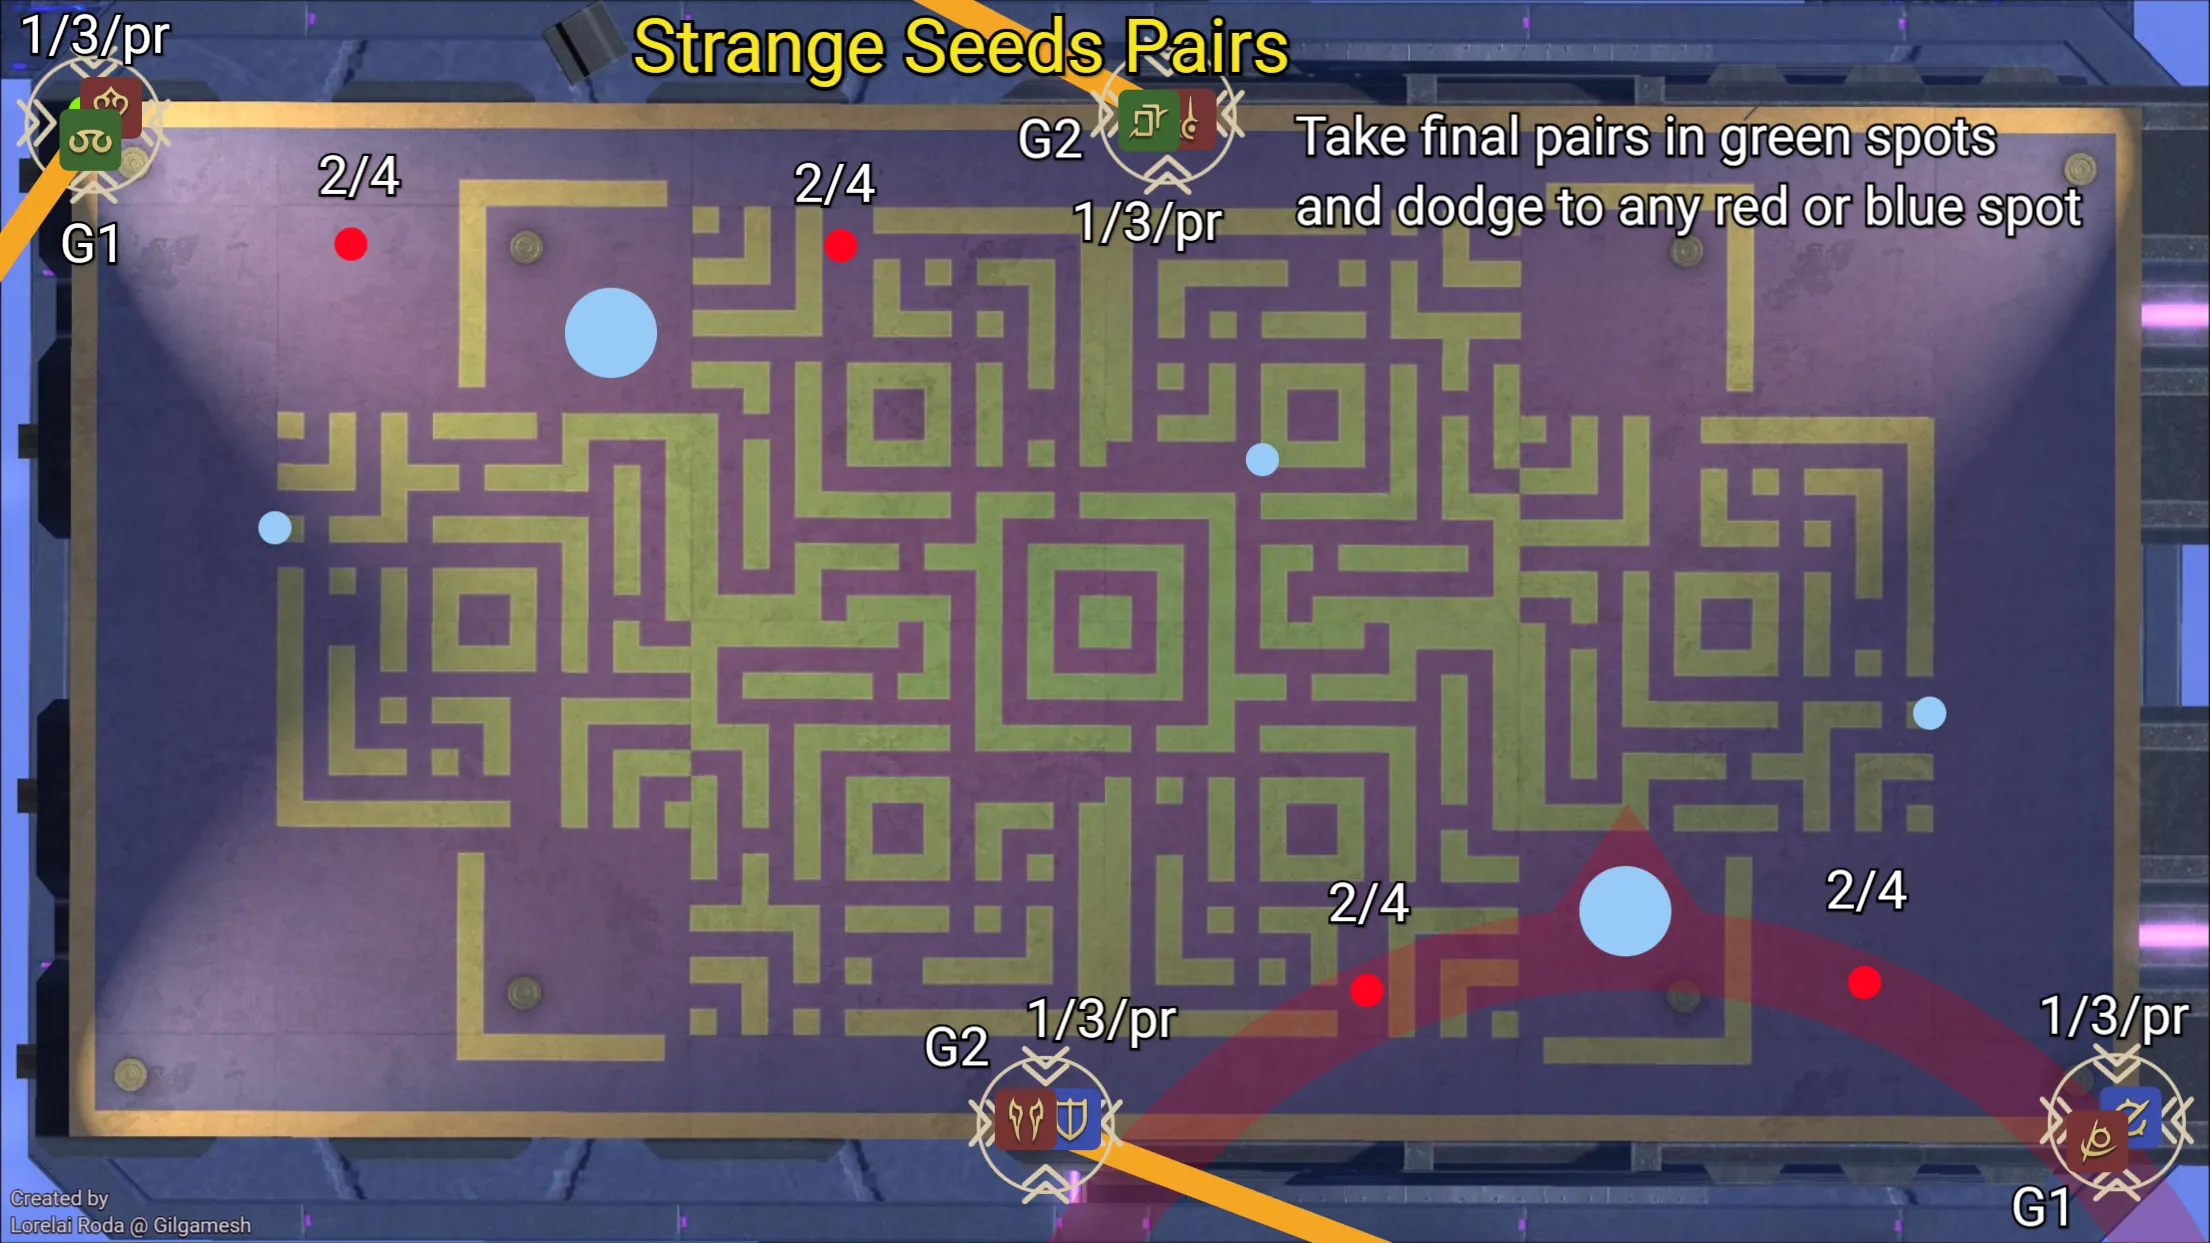 1/3/pr
Strange Seeds Pairs
G2
Take final pairs in green spots
and dodge to any red or blue spot
2/4
2/4
1/3/pr
G1
2/4
2/4
1/3/pr
G2
1/3/pr
G1
Created by
Lorelai Roda @ Gilgamesh